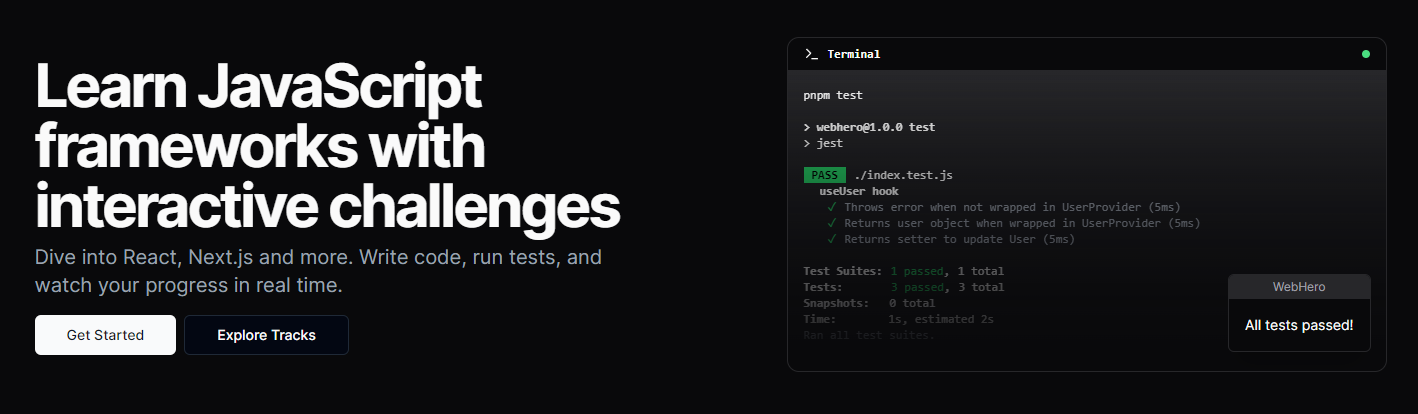 Learn JavaScript
frameworks with
interactive challenges
Dive into React, Next.js and more. Write code, run tests, and
watch your progress in real time.
Get Started
Explore Tracks
>_ Terminal
pnpm test
> webhero@1.0.0 test
> jest
PASS ./index.test.js
useUser hook
✓ Throws error when not wrapped in UserProvider (5ms)
✓ Returns user object when wrapped in UserProvider (5ms)
✓ Returns setter to update User (5ms)
Test Suites: 1 passed, 1 total
Tests: 3 passed, 3 total
Snapshots: 0 total
Time: 1s, estimated 2s
Ran all test suites.
WebHero
All tests passed!